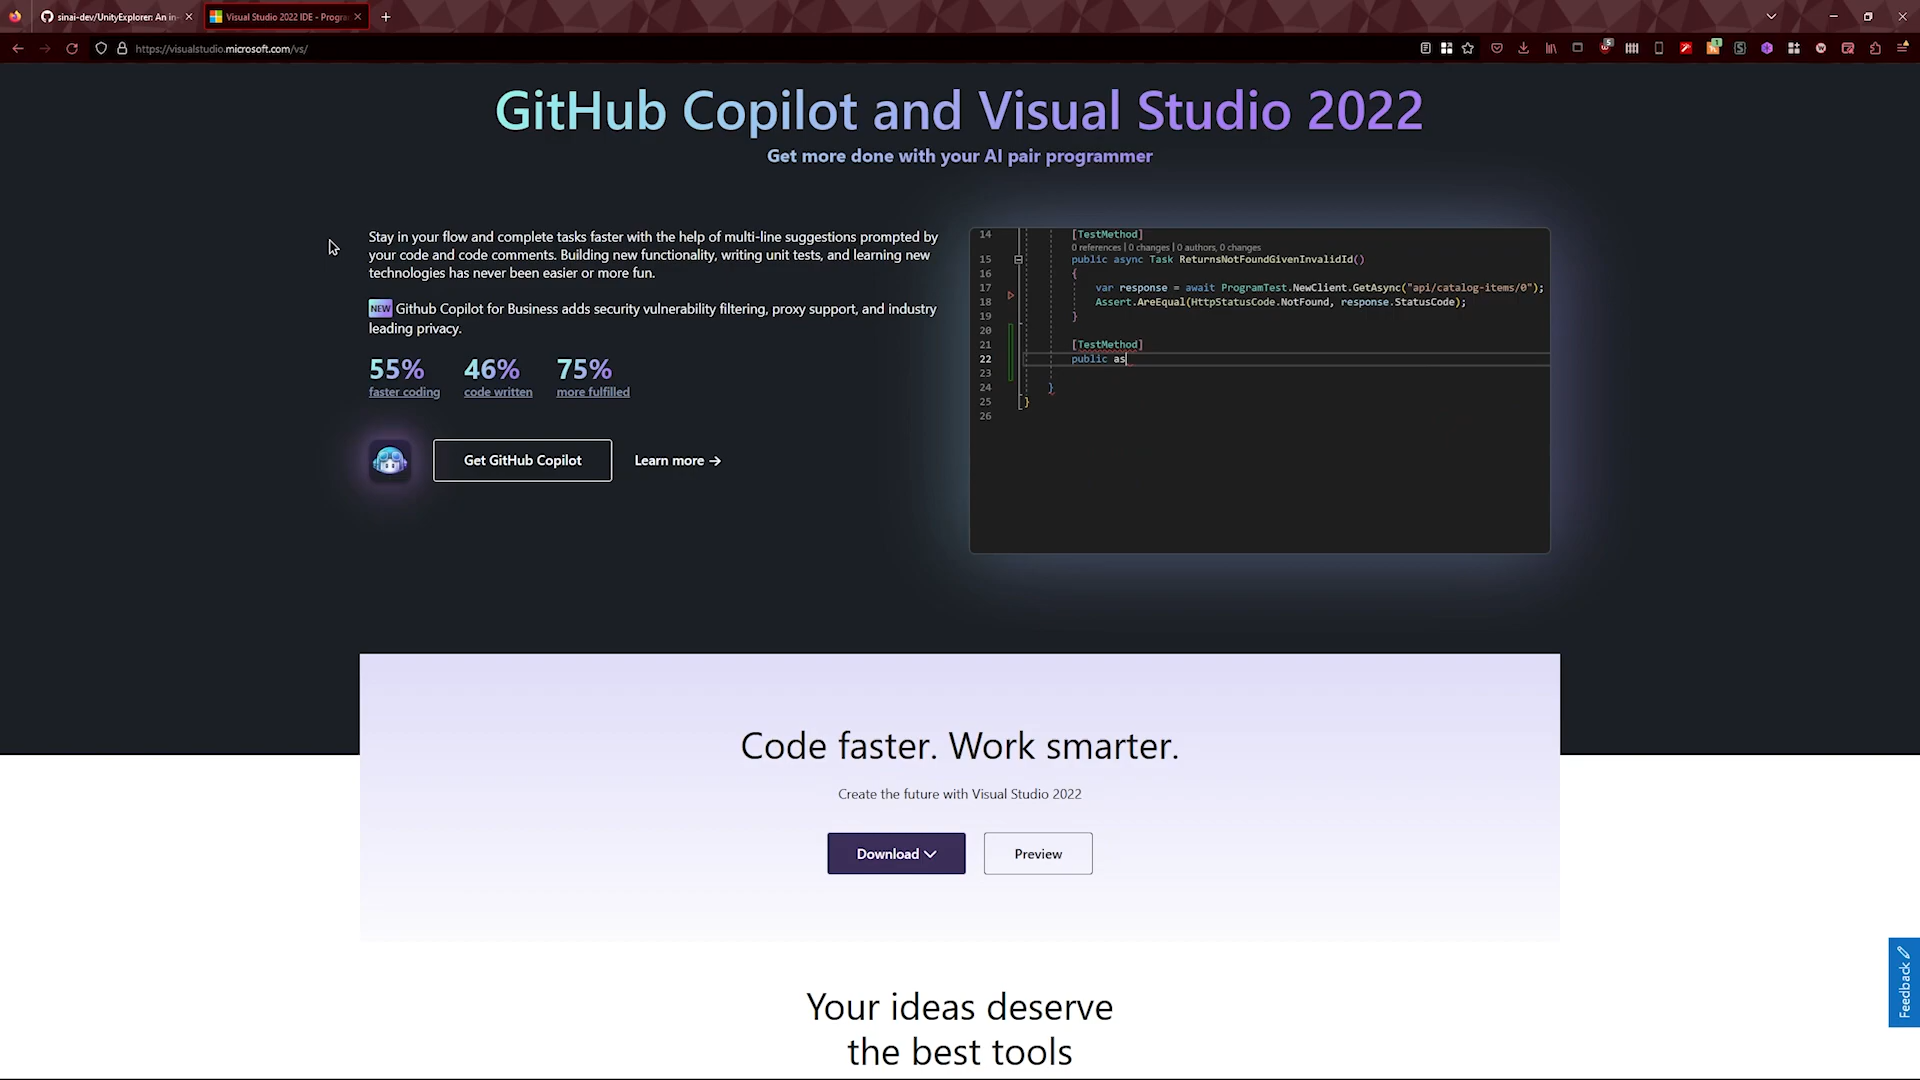 sinai-dev/UnityExplorer: An in-
Visual Studio 2022 IDE - Progra
https://visualstudio.microsoft.com/vs/
GitHub Copilot and Visual Studio 2022
Get more done with your AI pair programmer
Stay in your flow and complete tasks faster with the help of multi-line suggestions prompted by
your code and code comments. Building new functionality, writing unit tests, and learning new
technologies has never been easier or more fun.
NEW Github Copilot for Business adds security vulnerability filtering, proxy support, and industry
leading privacy.
55% 46% 75%
faster coding code written more fulfilled
Get GitHub Copilot
Learn more →
14 [TestMethod]
0 references | 0 changes | 0 authors, 0 changes
15 public async Task ReturnsNotFoundGivenInvalidId()
16 {
17 var response = await ProgramTest.NewClient.GetAsync("api/catalog-items/0");
18 Assert.AreEqual(HttpStatusCode.NotFound, response.StatusCode);
19 }
20
21 [TestMethod]
22 public as
23
24 }
25 }
26
Code faster. Work smarter.
Create the future with Visual Studio 2022
Download
Preview
Feedback
Your ideas deserve
the best tools